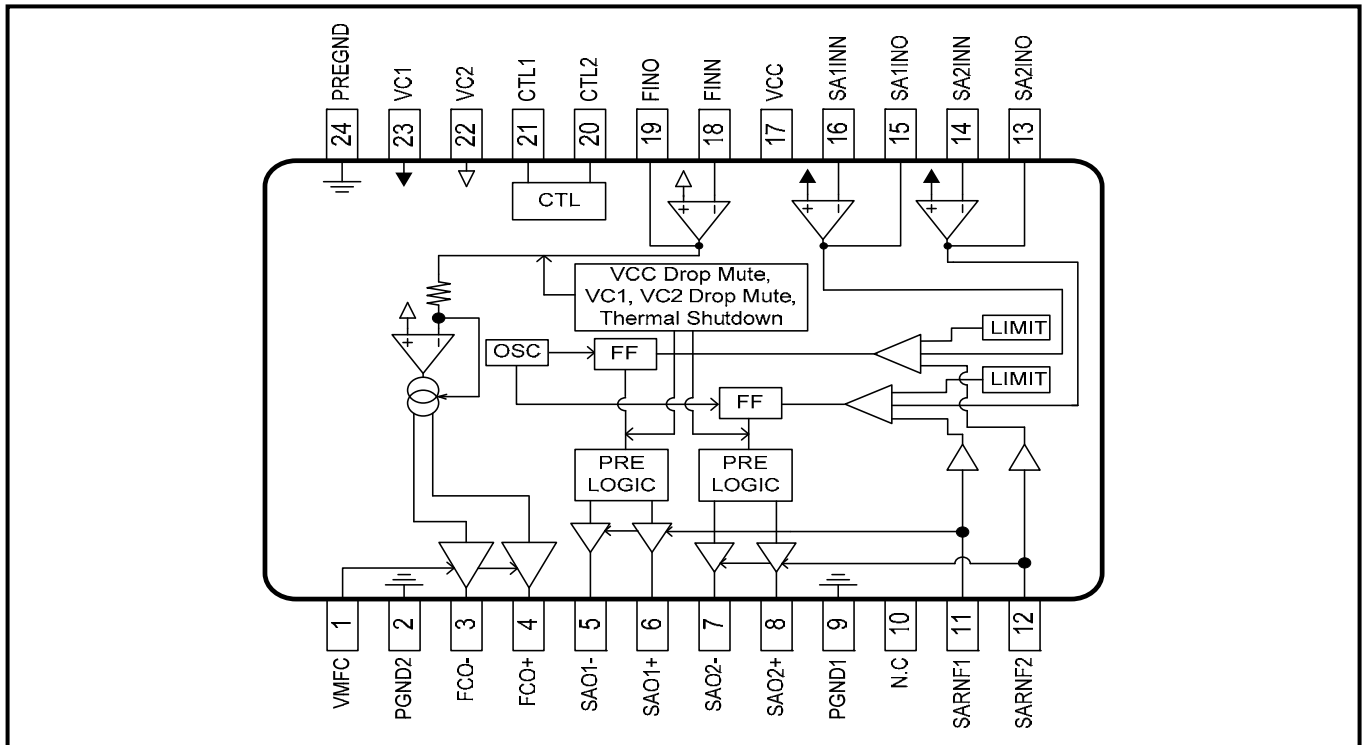 PREGND
VC1
VC2
CTL1
CTL2
FINO
FINN
VCC
SA1INN
SA1INO
SA2INN
SA2INO
24
23
22
21
20
19
18
17
16
15
14
13
CTL
+ −
+ −
+ −
VCC Drop Mute,
VC1, VC2 Drop Mute,
Thermal Shutdown
LIMIT
+ −
OSC
FF
LIMIT
FF
PRE
LOGIC
PRE
LOGIC
1
2
3
4
5
6
7
8
9
10
11
12
VMFC
PGND2
FCO-
FCO+
SAO1-
SAO1+
SAO2-
SAO2+
PGND1
N.C
SARNF1
SARNF2